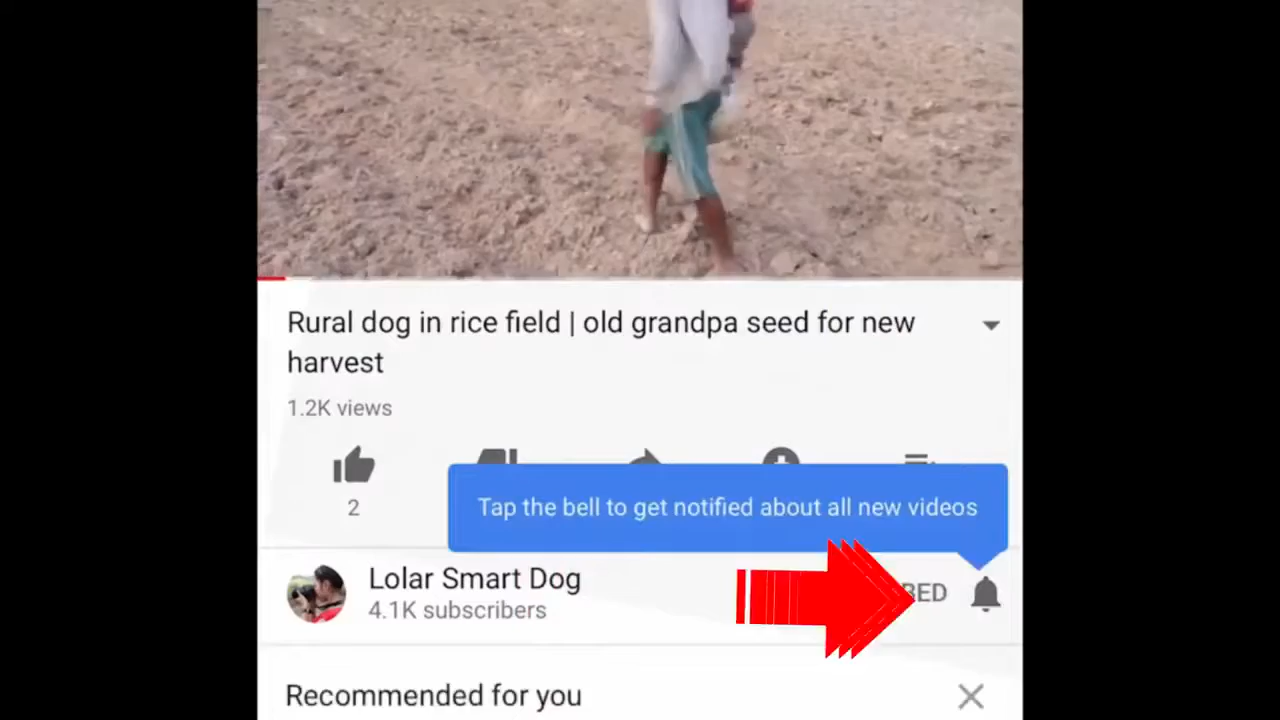 Rural dog in rice field | old grandpa seed for new
harvest
1.2K views
2
Tap the bell to get notified about all new videos
Lolar Smart Dog
4.1K subscribers
Recommended for you